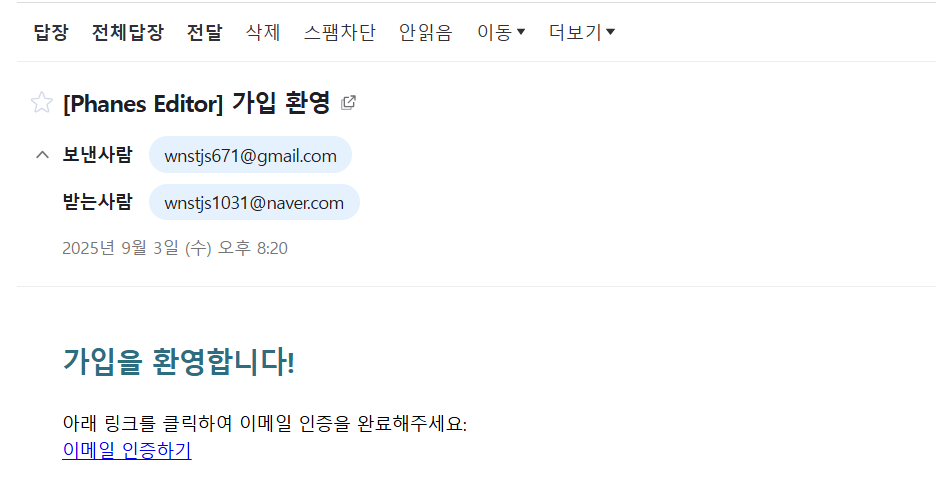 답장 전체답장 전달 삭제 스팸차단 안읽음 이동 더보기
[Phanes Editor] 가입 환영
보낸사람 wnstjs671@gmail.com
받는사람 wnstjs1031@naver.com
2025년 9월 3일 (수) 오후 8:20
가입을 환영합니다!
아래 링크를 클릭하여 이메일 인증을 완료해주세요:
이메일 인증하기